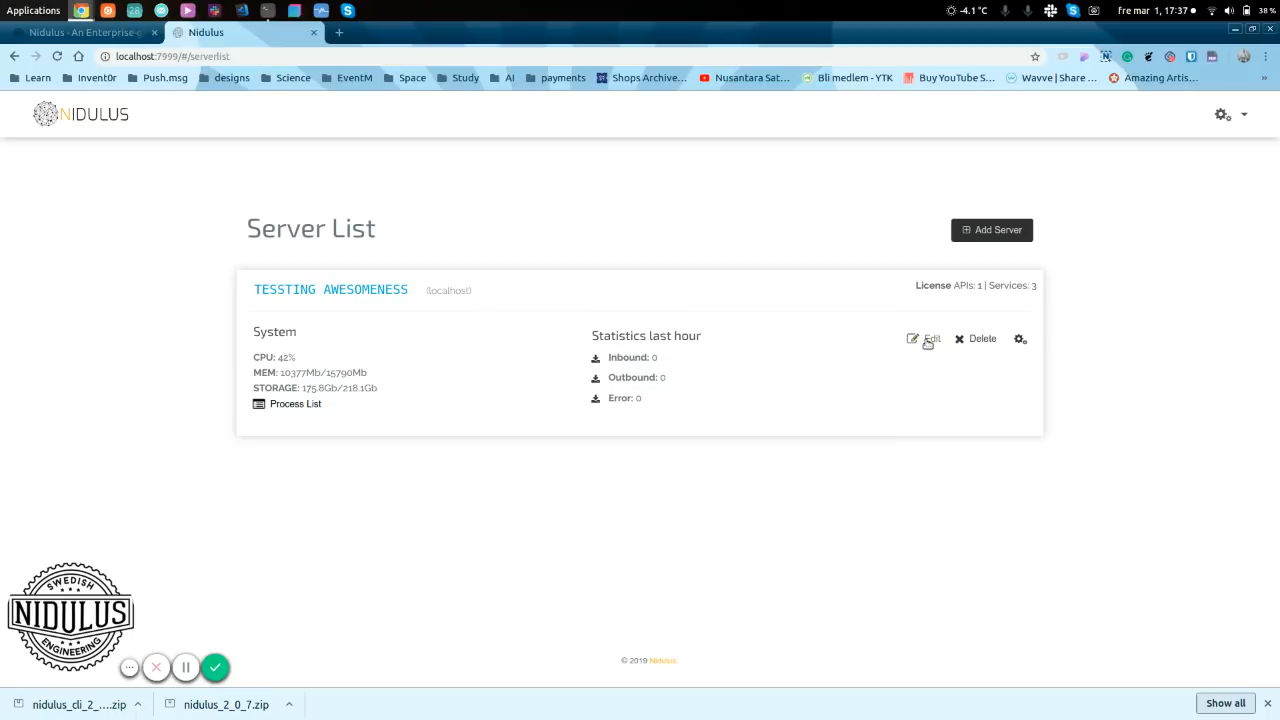 Applications -4.1 °C fre mar 1, 17:37 38 %
Nidulus - An Enterprise-g Nidulus
localhost:7999/#/serverlist
Learn Invent0r Push.msg designs Science EventM Space Study AI payments Shops Archive... Nusantara Sat... Bli medlem - YTK Buy YouTube S... Wavve | Share ... Amazing Artis... »
NIDULUS
Server List
Add Server
TESSTING AWESOMENESS (localhost)
License APIs: 1 | Services: 3
System
CPU: 42%
MEM: 10377Mb/15790Mb
STORAGE: 175.8Gb/218.1Gb
Process List
Statistics last hour
Inbound: 0
Outbound: 0
Error: 0
Edit Delete
SWEDISH
NIDULUS
ENGINEERING
© 2019 Nidulus
nidulus_cli_2_....zip nidulus_2_0_7.zip Show all